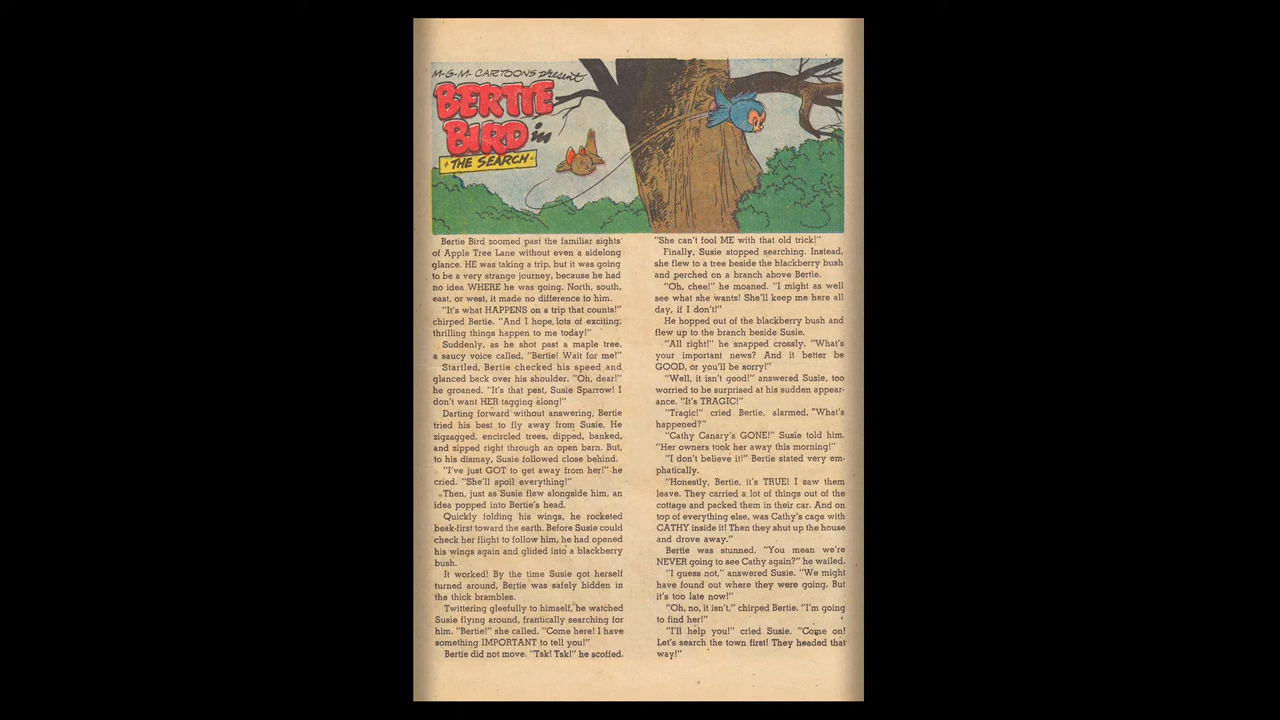 M-G-M CARTOONS present
BERTIE
BIRD in
"THE SEARCH"
Bertie Bird zoomed past the familiar sights
of Apple Tree Lane without even a sidelong
glance. HE was taking a trip, but it was going
to be a very strange journey, because he had
no idea WHERE he was going. North, south,
east, or west, it made no difference to him.
"It's what HAPPENS on a trip that counts!"
chirped Bertie. "And I hope lots of exciting,
thrilling things happen to me today!"
Suddenly, as he shot past a maple tree,
a saucy voice called, "Bertie! Wait for me!"
Startled, Bertie checked his speed and
glanced back over his shoulder. "Oh, dear!"
he groaned. "It's that pest, Susie Sparrow! I
don't want HER tagging along!"
Darting forward without answering, Bertie
tried his best to fly away from Susie. He
zigzagged, encircled trees, dipped, banked,
and zipped right through an open barn. But,
to his dismay, Susie followed close behind.
"I've just GOT to get away from her!" he
cried. "She'll spoil everything!"
Then, just as Susie flew alongside him, an
idea popped into Bertie's head.
Quickly folding his wings, he rocketed
beak-first toward the earth. Before Susie could
check her flight to follow him, he had opened
his wings again and glided into a blackberry
bush.
It worked! By the time Susie got herself
turned around, Bertie was safely hidden in
the thick brambles.
Twittering gleefully to himself, he watched
Susie flying around, frantically searching for
him. "Bertie!" she called. "Come here! I have
something IMPORTANT to tell you!"
Bertie did not move. "Tsk! Tsk!" he scoffed.
"She can't fool ME with that old trick!"
Finally, Susie stopped searching. Instead,
she flew to a tree beside the blackberry bush
and perched on a branch above Bertie.
"Oh, chee!" he moaned. "I might as well
see what she wants! She'll keep me here all
day, if I don't!"
He hopped out of the blackberry bush and
flew up to the branch beside Susie.
"All right!" he snapped crossly. "What's
your important news? And it better be
GOOD, or you'll be sorry!"
"Well, it isn't good!" answered Susie, too
worried to be surprised at his sudden appear-
ance. "It's TRAGIC!"
"Tragic!" cried Bertie, alarmed. "What's
happened?"
"Cathy Canary's GONE!" Susie told him.
"Her owners took her away this morning!"
"I don't believe it!" Bertie stated very em-
phatically.
"Honestly, Bertie, it's TRUE! I saw them
leave. They carried a lot of things out of the
cottage and packed them in their car. And on
top of everything else, was Cathy's cage with
CATHY inside it! Then they shut up the house
and drove away."
Bertie was stunned. "You mean we're
NEVER going to see Cathy again?" he wailed.
"I guess not," answered Susie. "We might
have found out where they were going. But
it's too late now!"
"Oh, no, it isn't," chirped Bertie. "I'm going
to find her!"
"I'll help you!" cried Susie. "Come on!
Let's search the town first! They headed that
way!"